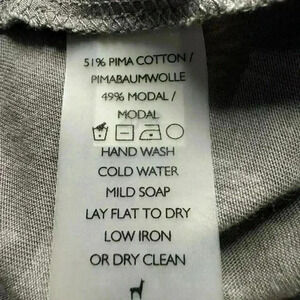 51% PIMA COTTON /
PIMABAUMWOLLE
49% MODAL /
MODAL
HAND WASH
COLD WATER
MILD SOAP
LAY FLAT TO DRY
LOW IRON
OR DRY CLEAN